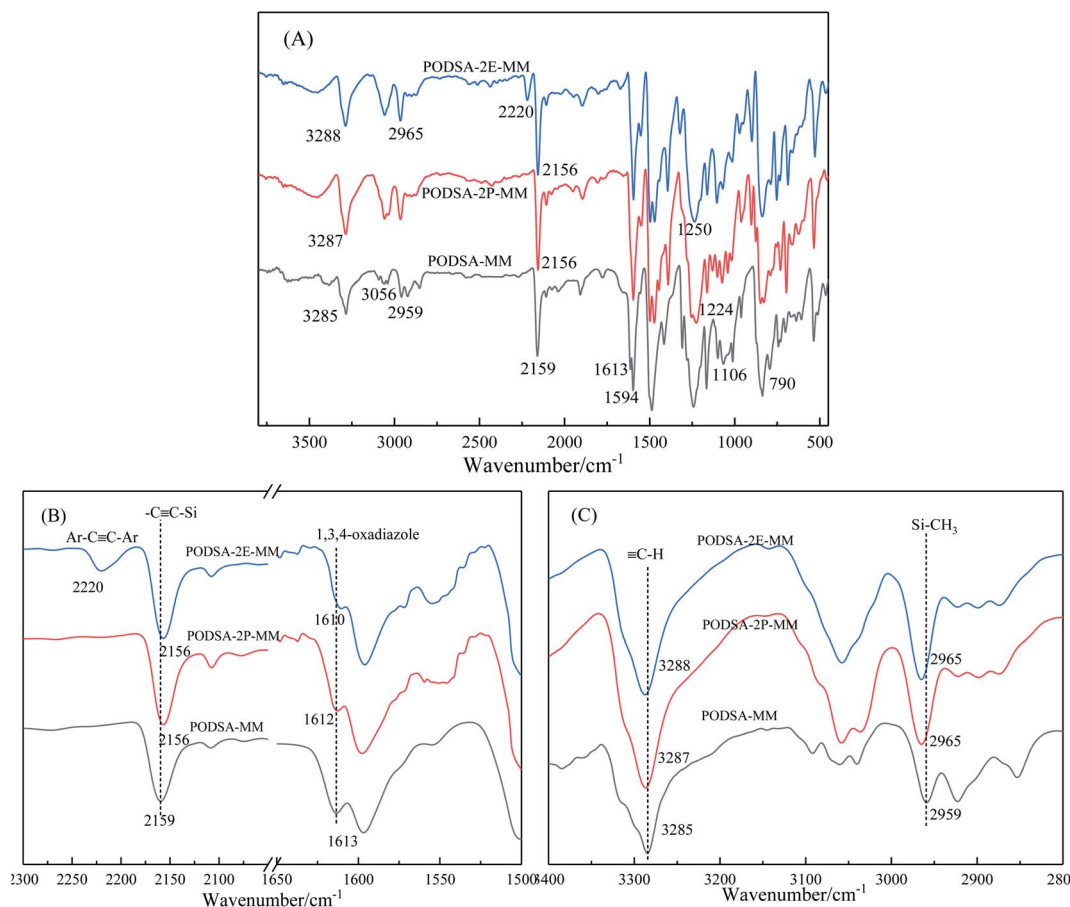 (A)
PODSA-2E-MM
3288
2965
2220
2156
1250
PODSA-2P-MM
3287
2156
1224
PODSA-MM
3285
3056
2959
2159
1613
1594
1106
790
3500 3000 2500 2000 1500 1000 500
Wavenumber/cm-1
(B)
-C≡C-Si
Ar-C≡C-Ar
2220
PODSA-2E-MM
1,3,4-oxadiazole
2156
1610
PODSA-2P-MM
2156
1612
PODSA-MM
2159
1613
2300 2250 2200 2150 2100 1650 1600 1550 1500
Wavenumber/cm-1
(C)
≡C-H
Si-CH3
PODSA-2E-MM
3288
2965
PODSA-2P-MM
3287
2965
PODSA-MM
3285
2959
3400 3300 3200 3100 3000 2900 280
Wavenumber/cm-1